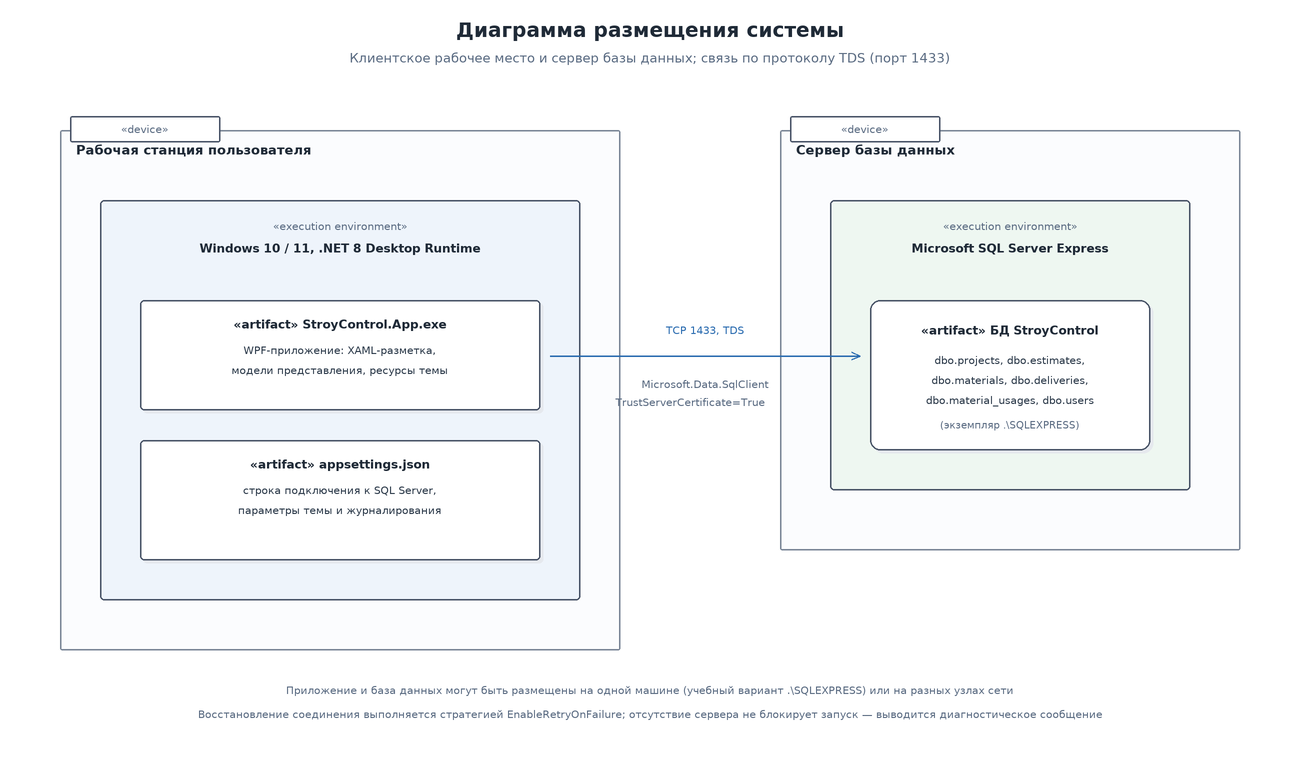 Диаграмма размещения системы
Клиентское рабочее место и сервер базы данных; связь по протоколу TDS (порт 1433)
«device»
Рабочая станция пользователя
«execution environment»
Windows 10 / 11, .NET 8 Desktop Runtime
«artifact» StroyControl.App.exe
WPF-приложение: XAML-разметка,
модели представления, ресурсы темы
«artifact» appsettings.json
строка подключения к SQL Server,
параметры темы и журналирования
TCP 1433, TDS
Microsoft.Data.SqlClient
TrustServerCertificate=True
«device»
Сервер базы данных
«execution environment»
Microsoft SQL Server Express
«artifact» БД StroyControl
dbo.projects, dbo.estimates,
dbo.materials, dbo.deliveries,
dbo.material_usages, dbo.users
(экземпляр .\SQLEXPRESS)
Приложение и база данных могут быть размещены на одной машине (учебный вариант .\SQLEXPRESS) или на разных узлах сети
Восстановление соединения выполняется стратегией EnableRetryOnFailure; отсутствие сервера не блокирует запуск — выводится диагностическое сообщение